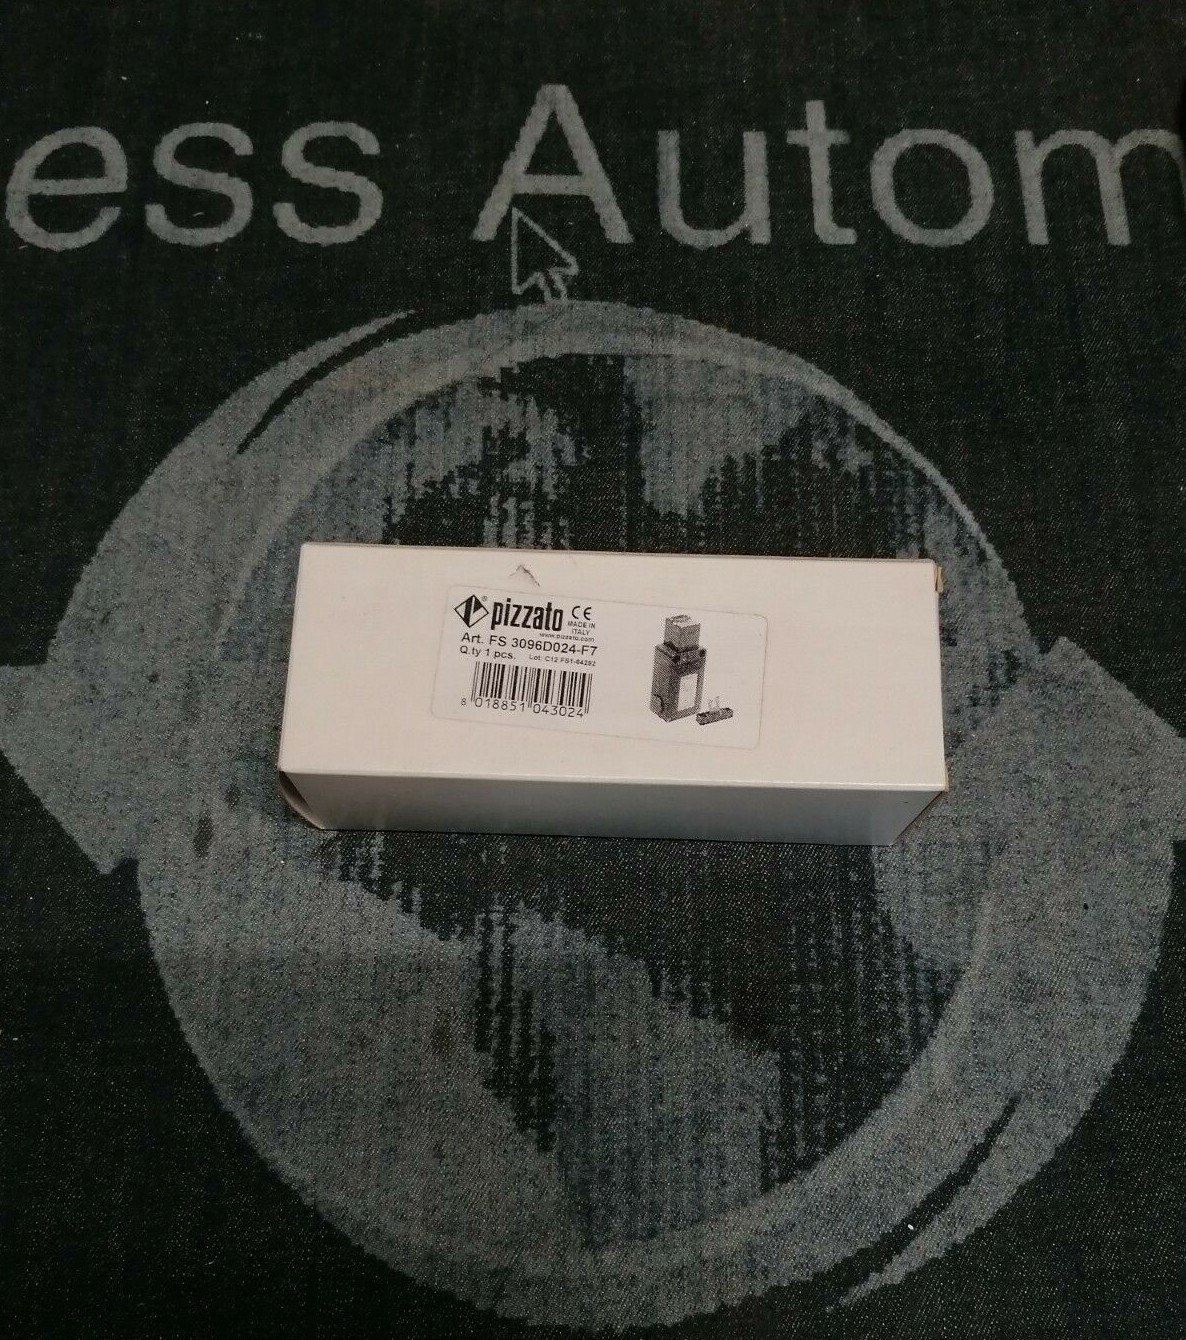 ess Autom
pizzato CE
MADE IN
ITALY
www.pizzato.com
Art. FS 3096D024-F7
Q.ty 1 pcs. Lot: C12 FS1-64292
8 018851 043024